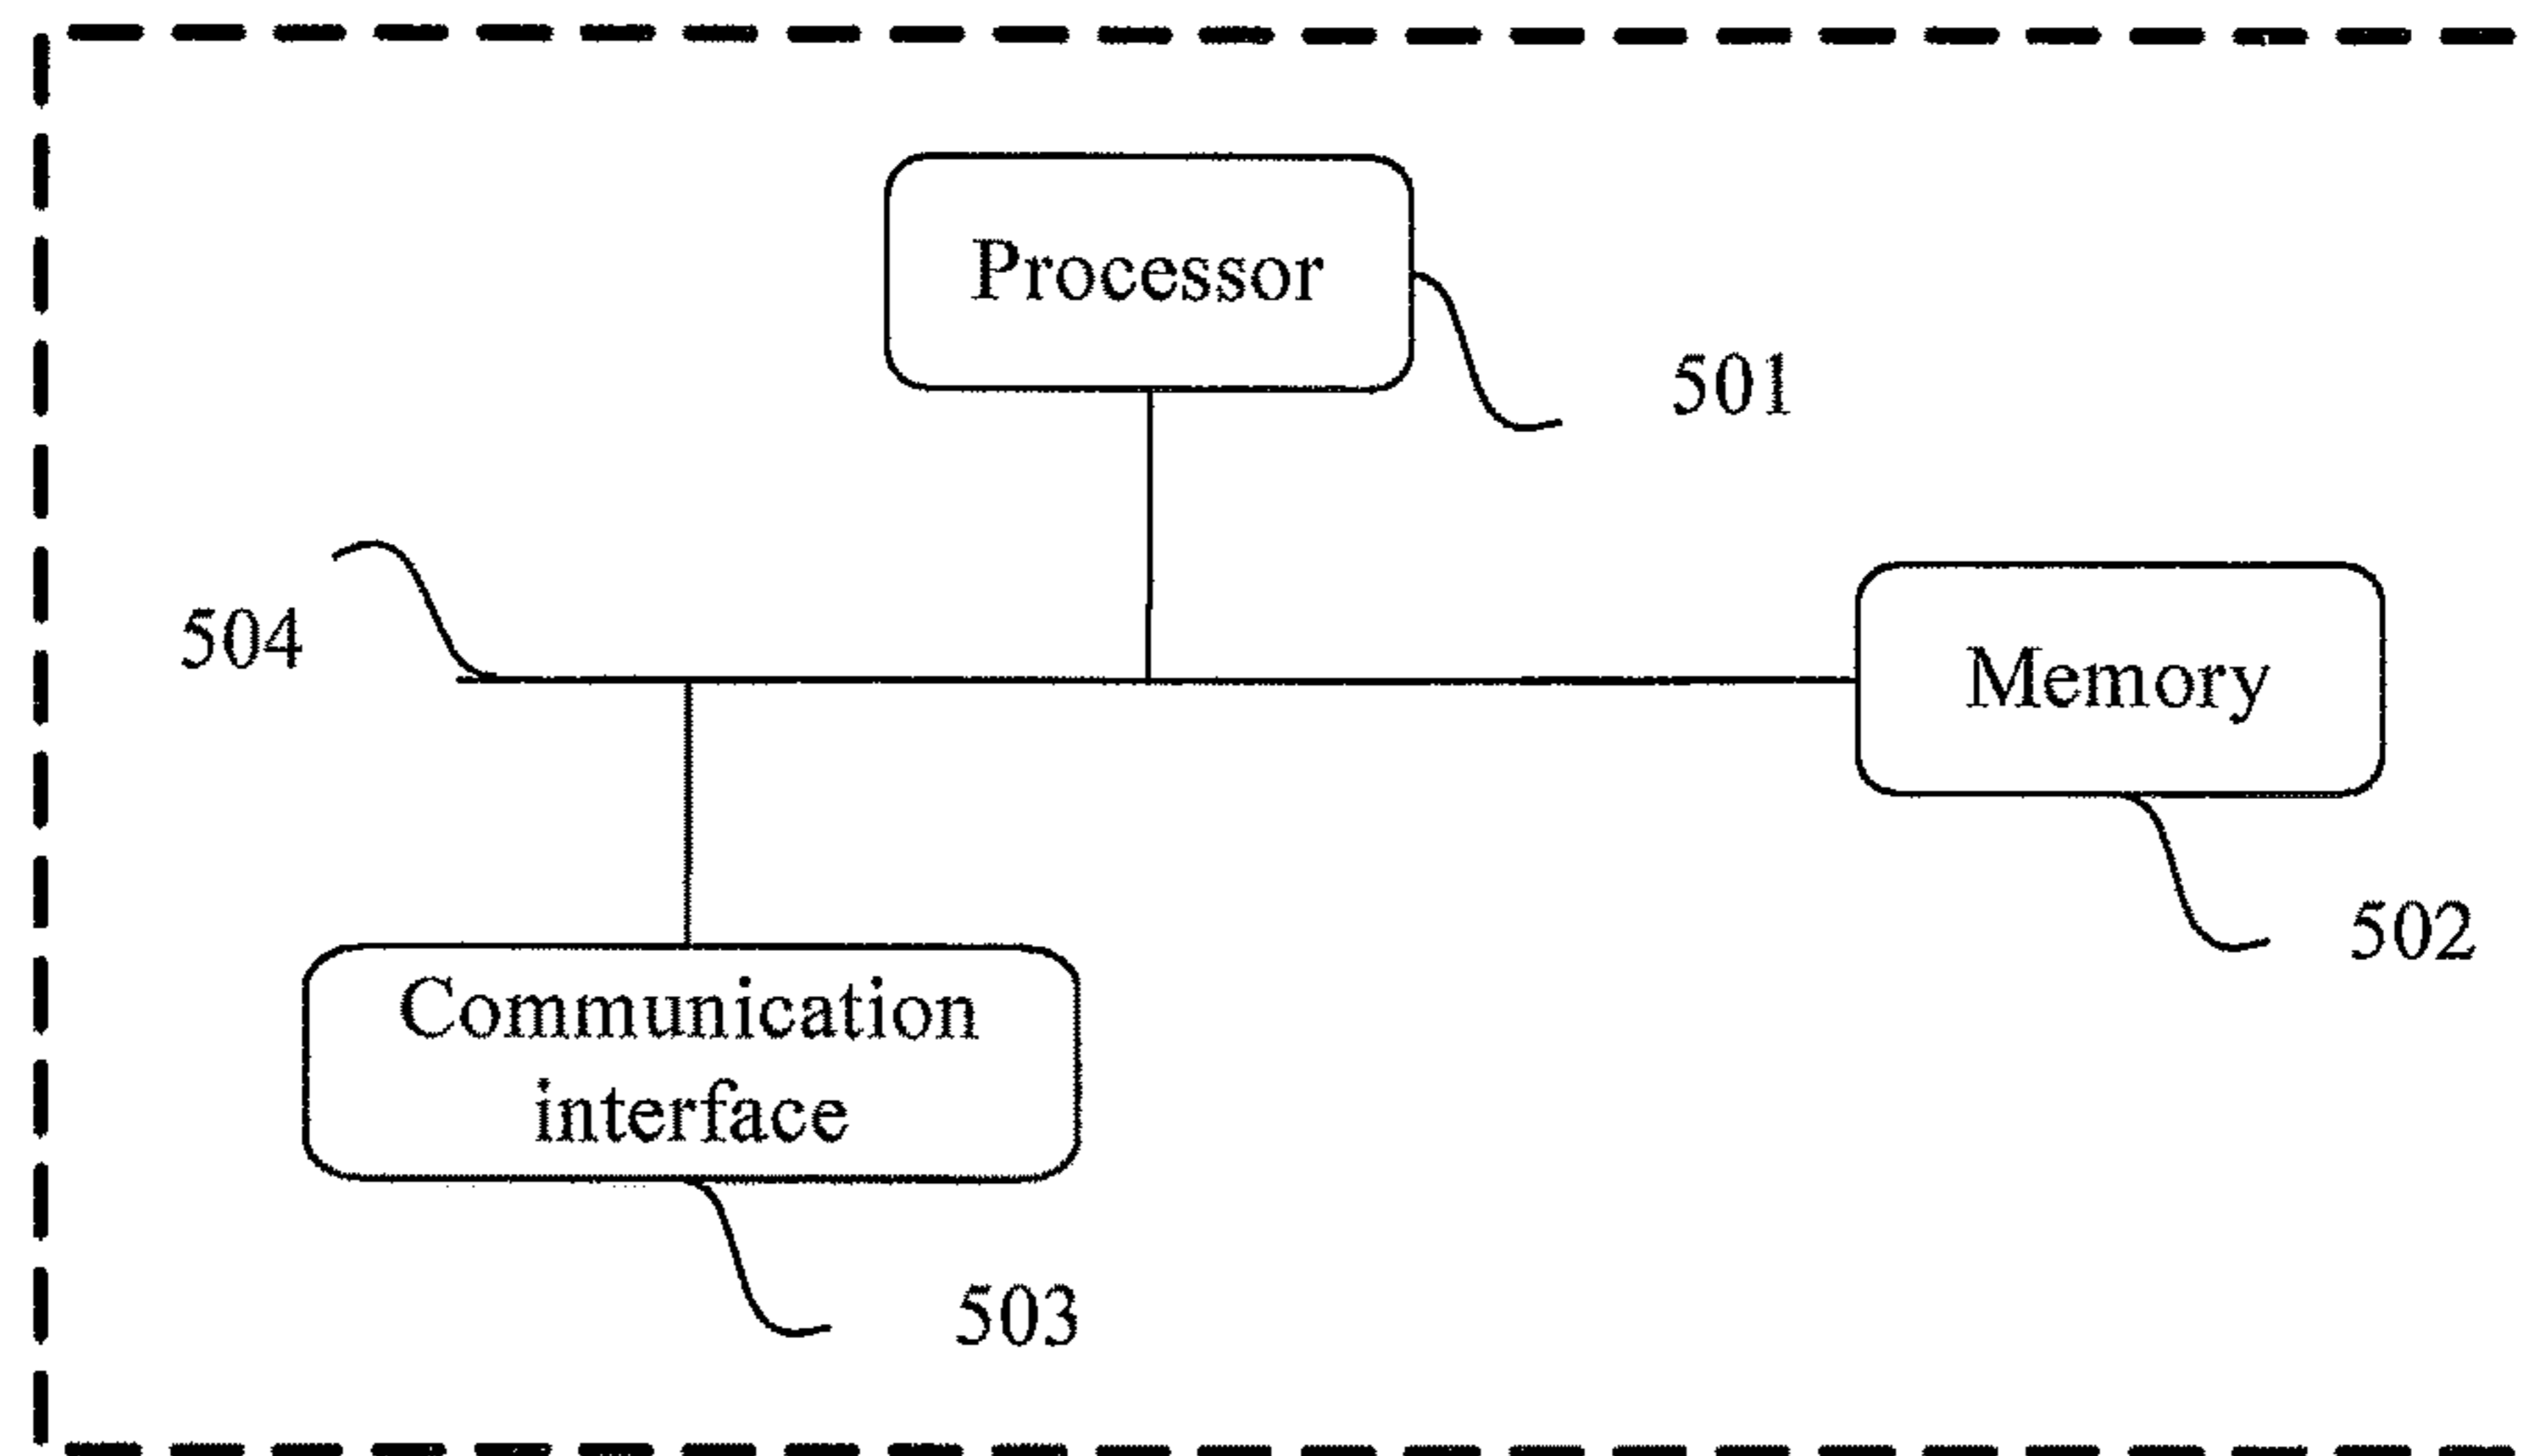 Processor
501
504
Memory
502
Communication
interface
503